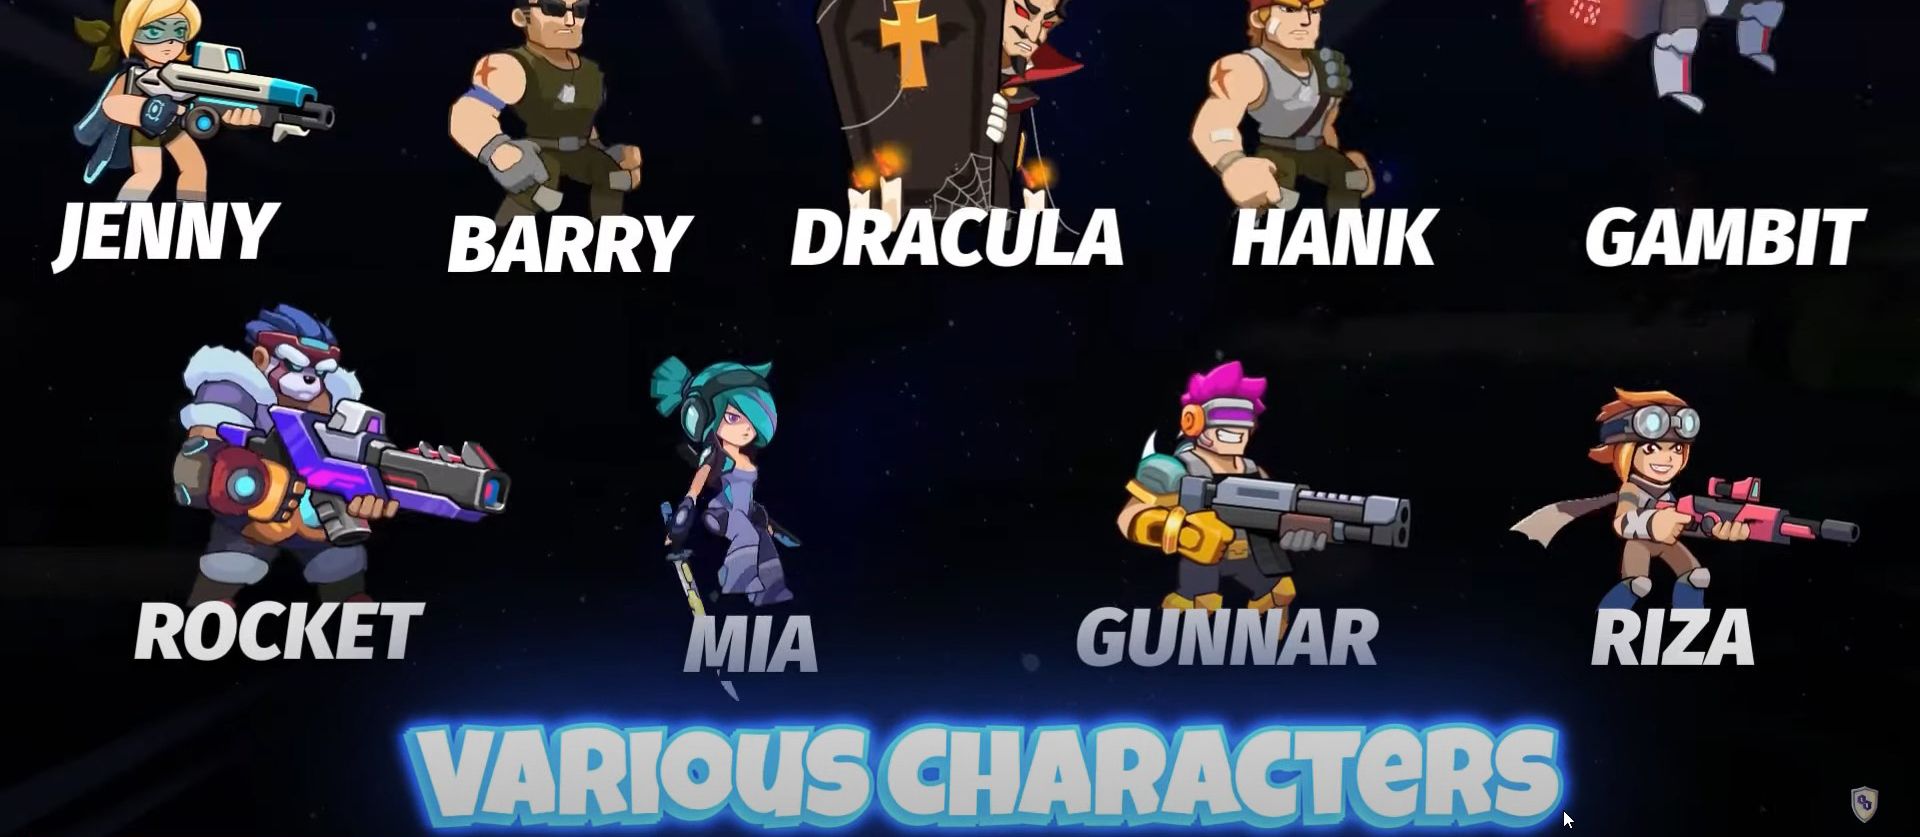 JENNY
BARRY
DRACULA
HANK
GAMBIT
ROCKET
MIA
GUNNAR
RIZA
VARIOUS CHARACTeRS